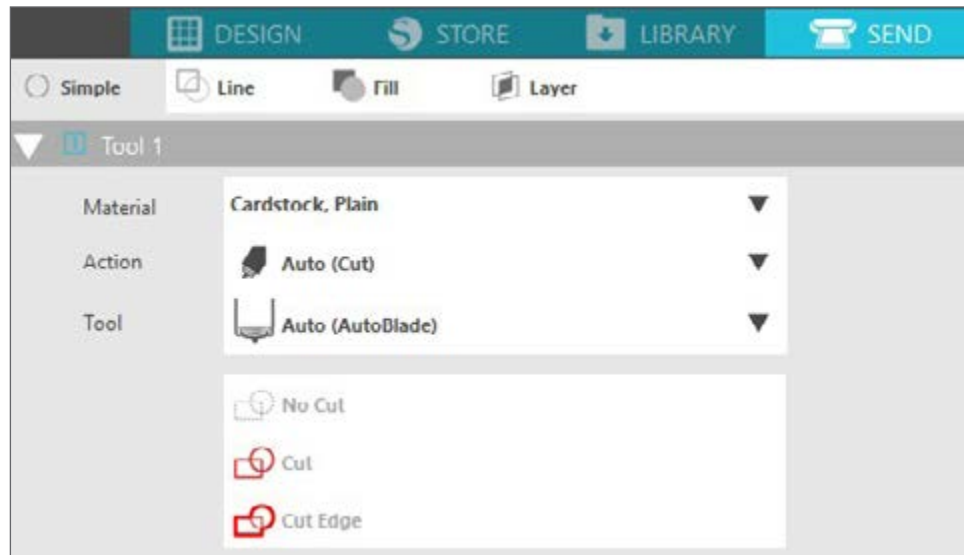 DESIGN STORE LIBRARY SEND
Simple Line Fill Layer
1 Tool 1
Material Cardstock, Plain
Action Auto (Cut)
Tool Auto (AutoBlade)
No Cut
Cut
Cut Edge